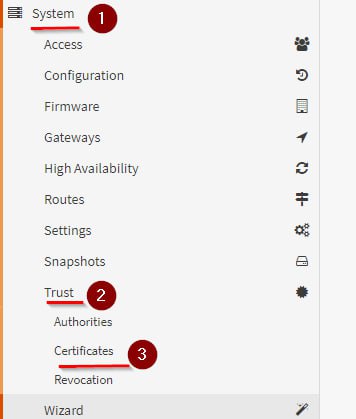 System 1
Access
Configuration
Firmware
Gateways
High Availability
Routes
Settings
Snapshots
Trust 2
Authorities
Certificates 3
Revocation
Wizard